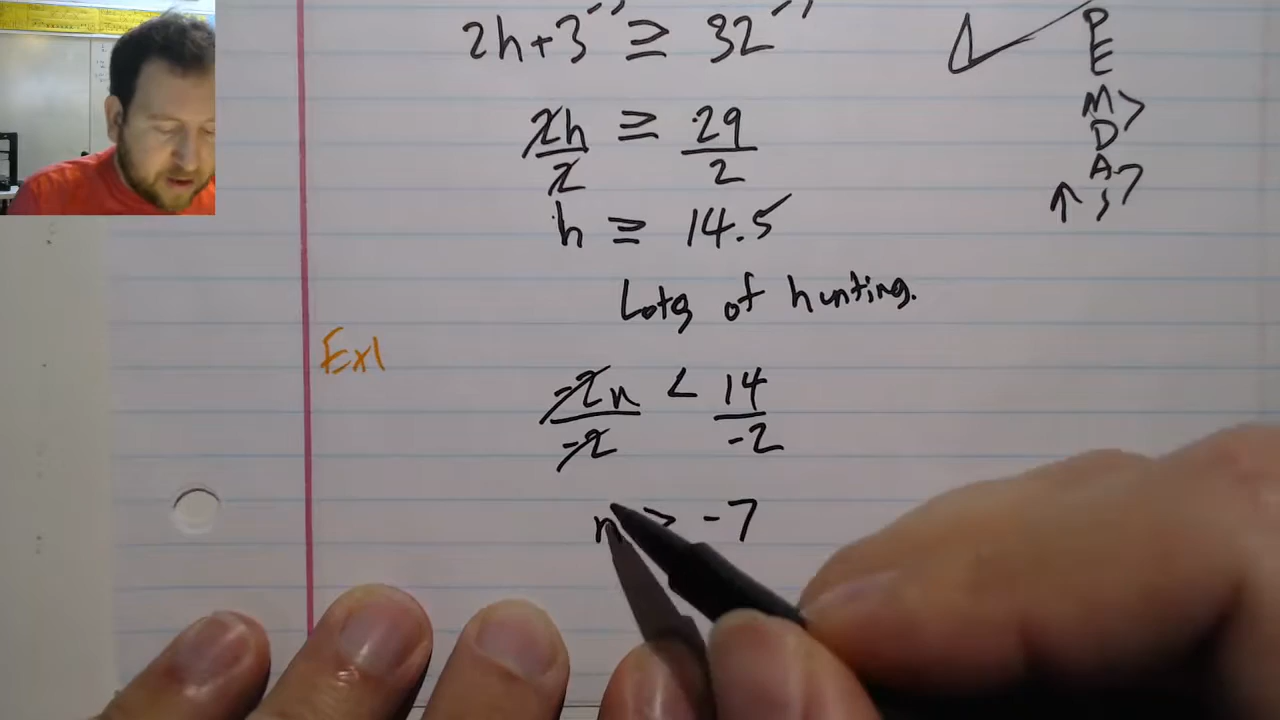 2h+3'' ≥ 32''
2h/2 ≥ 29/2
h ≥ 14.5
Lots of hunting.
P
E
M>
D
A>
↑ S
Ex1
-2n/-2 < 14/-2
n > -7